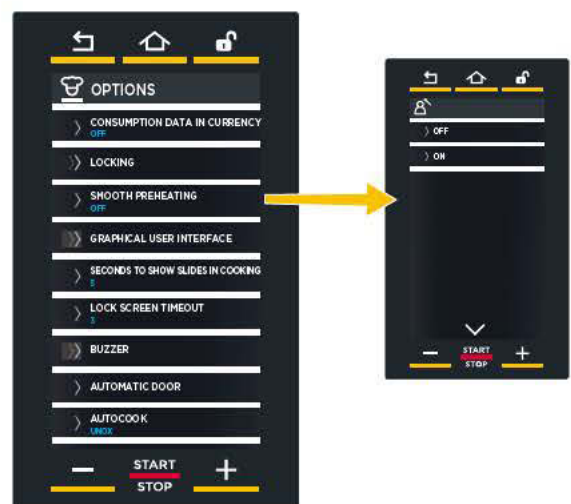 OPTIONS
CONSUMPTION DATA IN CURRENCY
OFF
LOCKING
SMOOTH PREHEATING
OFF
GRAPHICAL USER INTERFACE
SECONDS TO SHOW SLIDES IN COOKING
5
LOCK SCREEN TIMEOUT
3
BUZZER
AUTOMATIC DOOR
AUTOCOOK
UNOX
START
STOP
OFF
ON
START
STOP